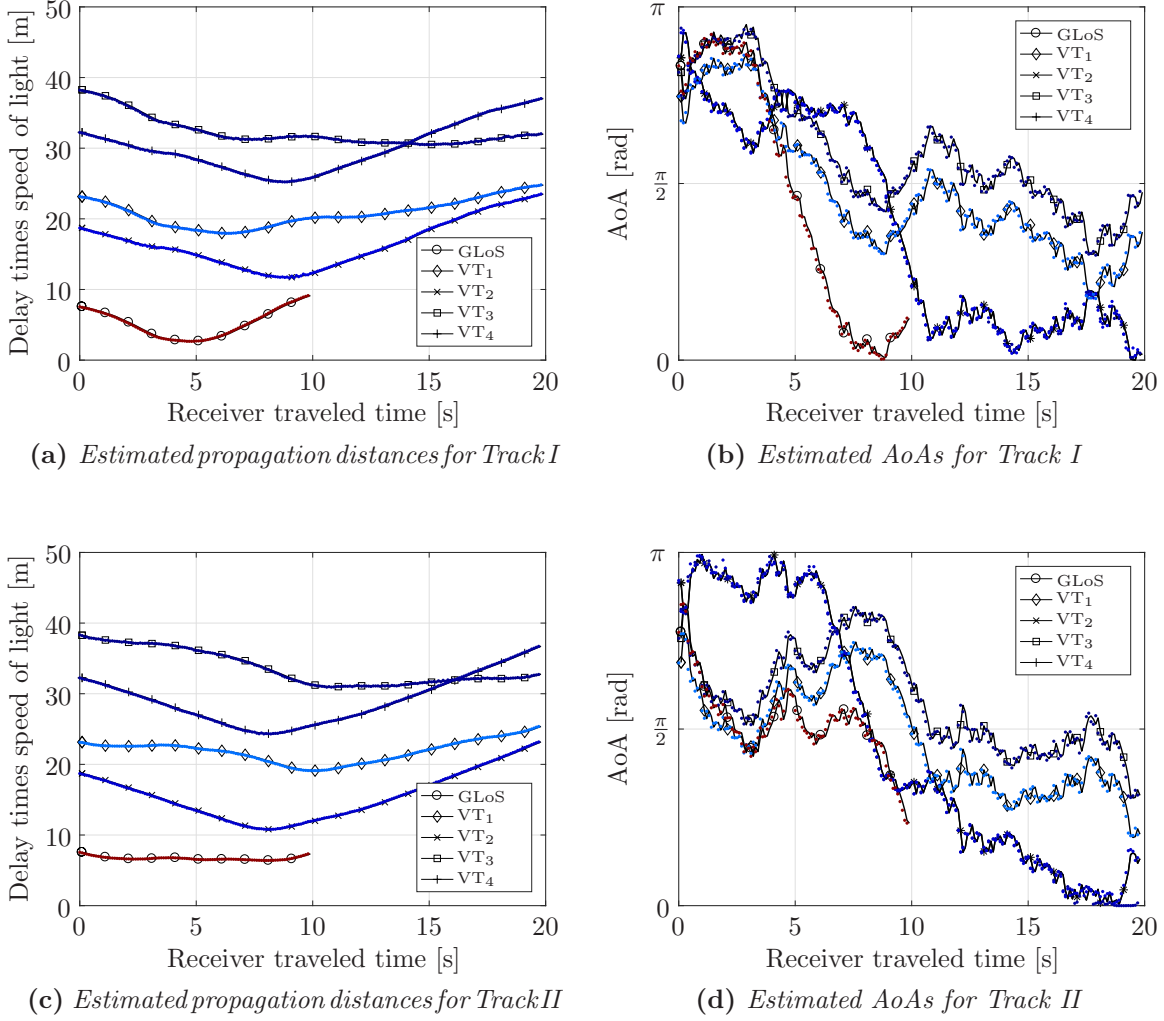 50
40
30
20
10
0
0 5 10 15 20
Delay times speed of light [m]
Receiver traveled time [s]
GLoS
VT1
VT2
VT3
VT4
(a) Estimated propagation distances for Track I
π
π
2
0
0 5 10 15 20
AoA [rad]
Receiver traveled time [s]
GLoS
VT1
VT2
VT3
VT4
(b) Estimated AoAs for Track I
50
40
30
20
10
0
0 5 10 15 20
Delay times speed of light [m]
Receiver traveled time [s]
GLoS
VT1
VT2
VT3
VT4
(c) Estimated propagation distances for Track II
π
π
2
0
0 5 10 15 20
AoA [rad]
Receiver traveled time [s]
GLoS
VT1
VT2
VT3
VT4
(d) Estimated AoAs for Track II